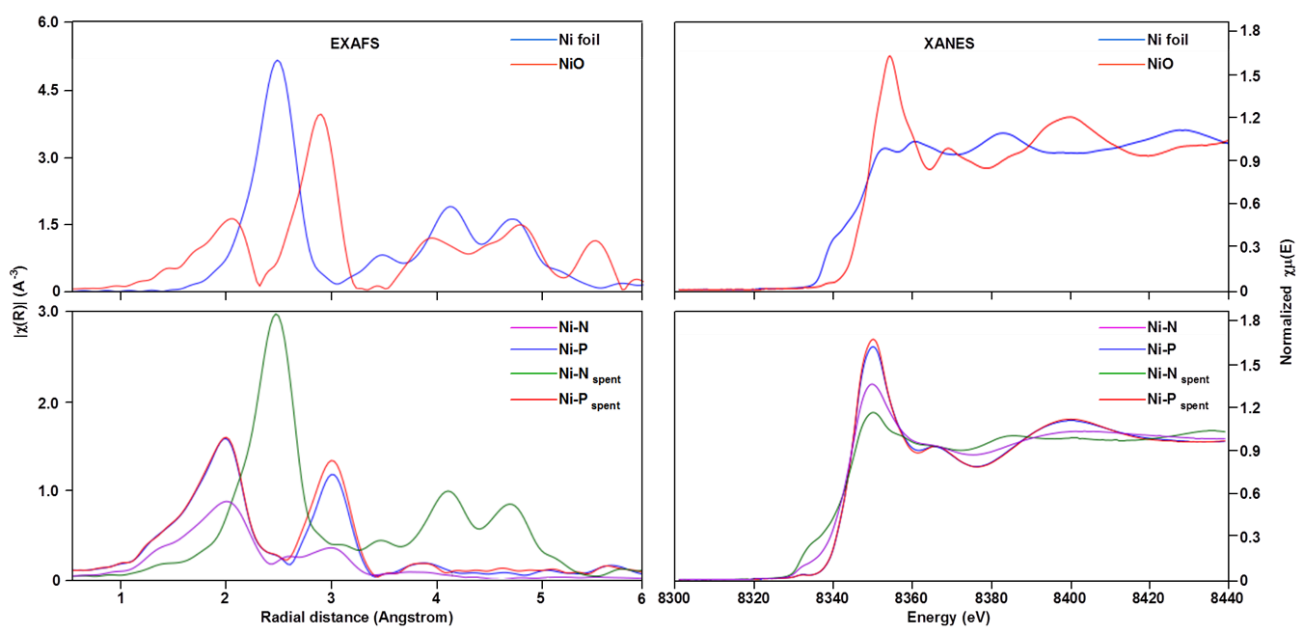 6.0
4.5
3.0
1.5
0
EXAFS
Ni foil
NiO
XANES
Ni foil
NiO
1.8
1.5
1.2
0.9
0.3
0
|χ(R)| (A⁻³)
Normalized χμ(E)
3.0
2.0
1.0
0
Ni-N
Ni-P
Ni-N spent
Ni-P spent
Ni-N
Ni-P
Ni-N spent
Ni-P spent
1.8
1.5
1.2
0.9
0.6
0.3
0
1 2 3 4 5 6
Radial distance (Angstrom)
8300 8320 8340 8360 8380 8400 8420 8440
Energy (eV)